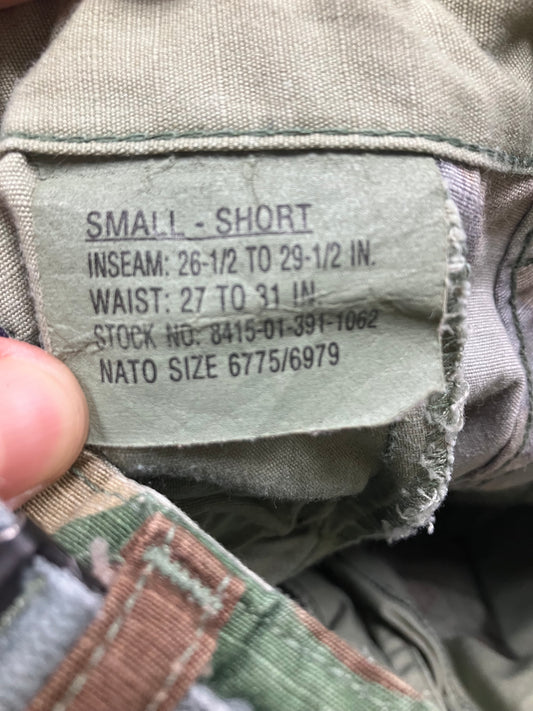 SMALL - SHORT
INSEAM: 26-1/2 TO 29-1/2 IN.
WAIST: 27 TO 31 IN.
STOCK NO: 8415-01-391-1062
NATO SIZE 6775/6979